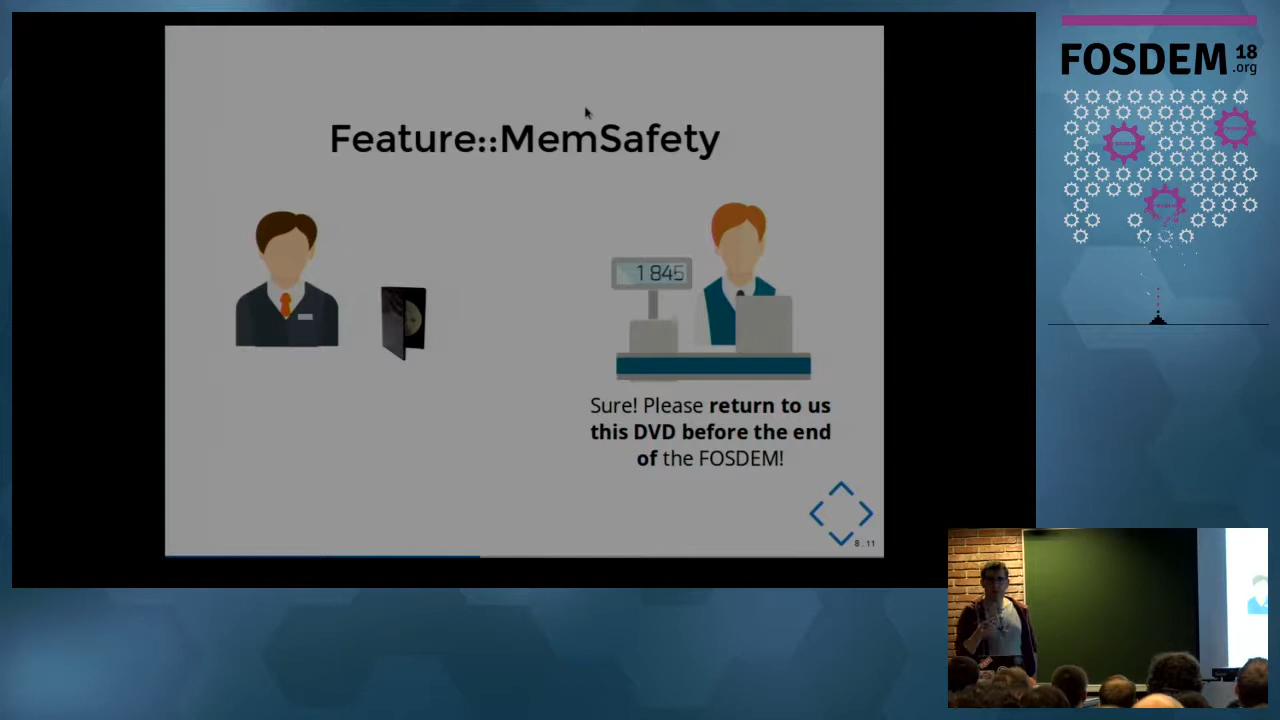 Feature::MemSafety
1 845
Sure! Please return to us
this DVD before the end
of the FOSDEM!
8.11
FOSDEM 18
.org